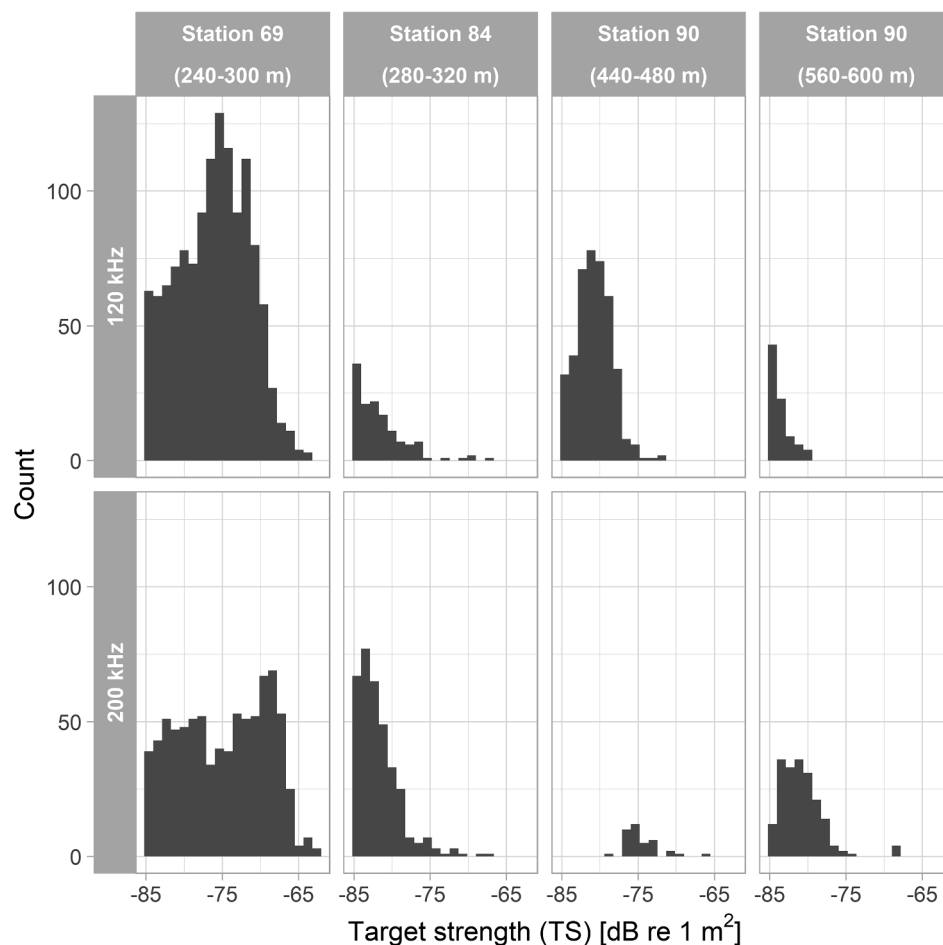 Station 69
(240-300 m)
Station 84
(280-320 m)
Station 90
(440-480 m)
Station 90
(560-600 m)
120 kHz
100
50
0
200 kHz
100
50
0
Count
-85 -75 -65
-85 -75 -65
-85 -75 -65
-85 -75 -65
Target strength (TS) [dB re 1 m²]